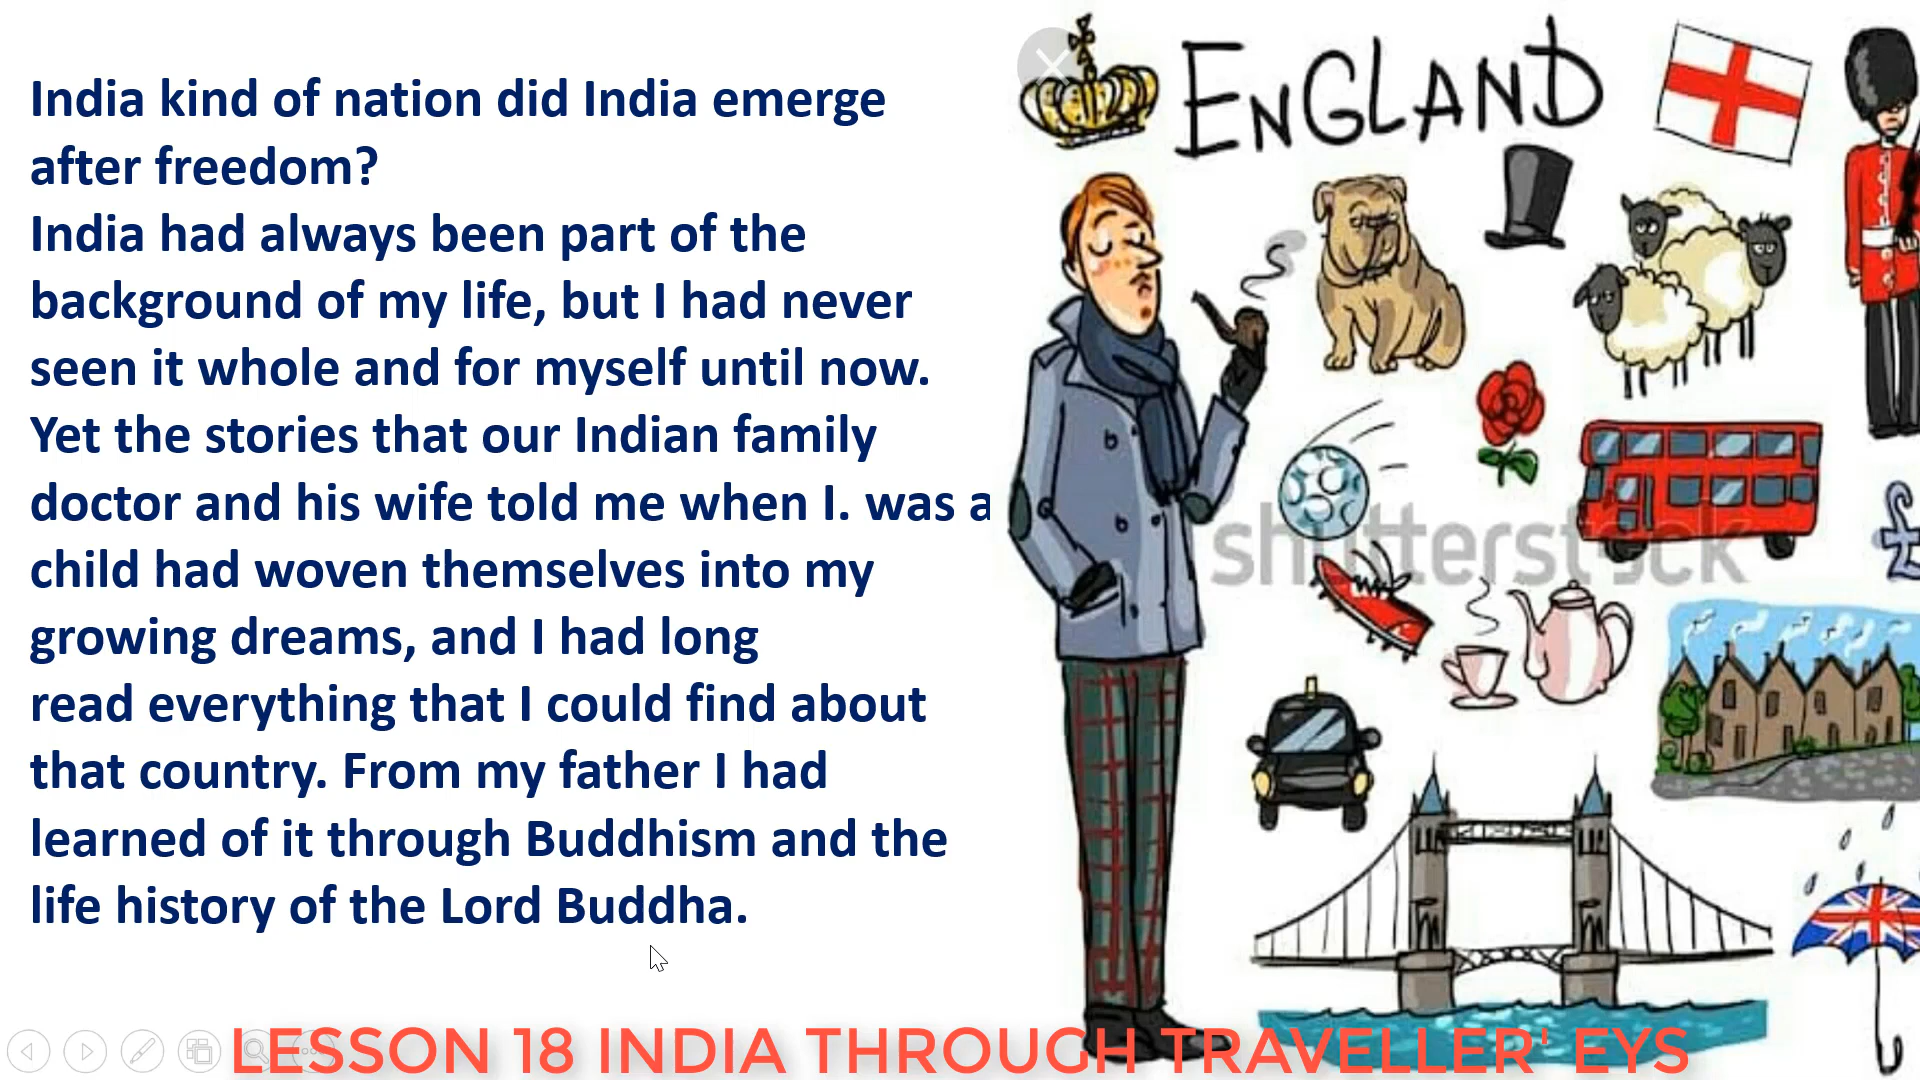 India kind of nation did India emerge
after freedom?
India had always been part of the
background of my life, but I had never
seen it whole and for myself until now.
Yet the stories that our Indian family
doctor and his wife told me when I. was a
child had woven themselves into my
growing dreams, and I had long
read everything that I could find about
that country. From my father I had
learned of it through Buddhism and the
life history of the Lord Buddha.
ENGLAND
shutterstock
£
LESSON 18 INDIA THROUGH TRAVELLER' EYS